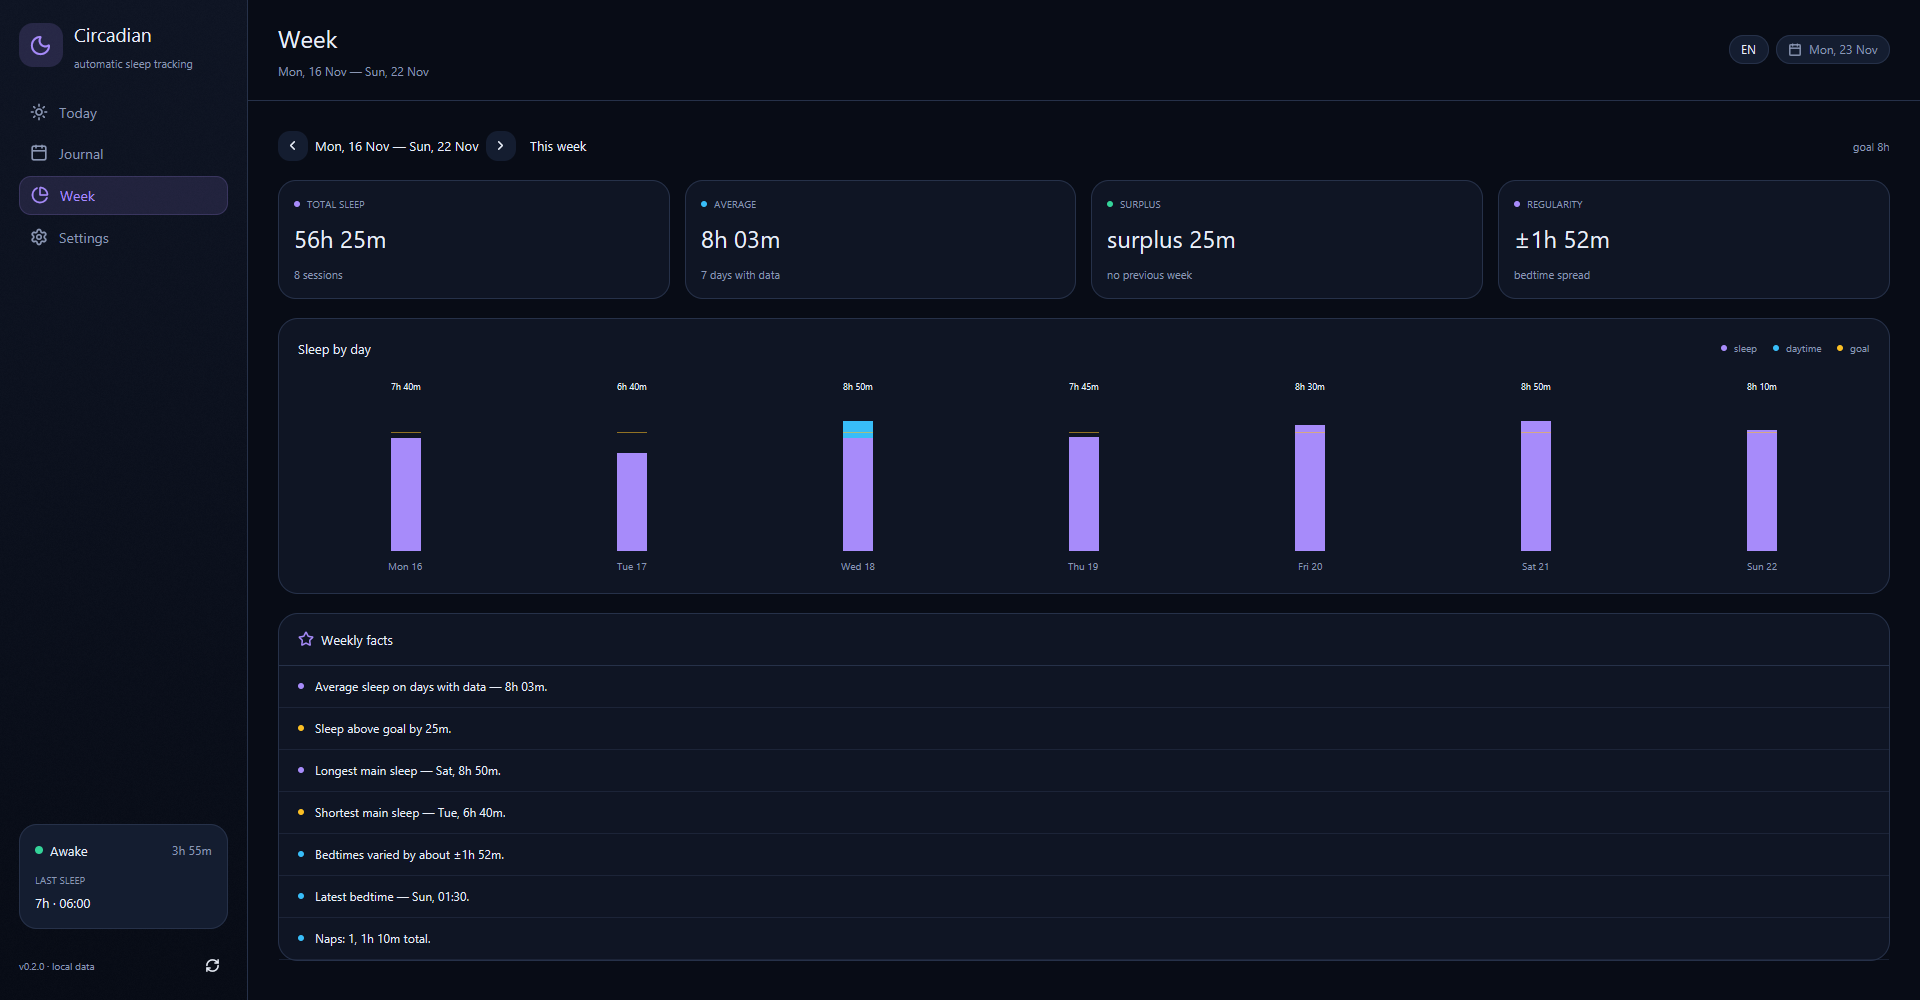 Circadian
automatic sleep tracking
Today
Journal
Week
Settings
Awake 3h 55m
LAST SLEEP
7h · 06:00
v0.2.0 · local data
Week
Mon, 16 Nov — Sun, 22 Nov
EN
Mon, 23 Nov
Mon, 16 Nov — Sun, 22 Nov
This week
goal 8h
TOTAL SLEEP
56h 25m
8 sessions
AVERAGE
8h 03m
7 days with data
SURPLUS
surplus 25m
no previous week
REGULARITY
±1h 52m
bedtime spread
Sleep by day
sleep daytime goal
7h 40m 6h 40m 8h 50m 7h 45m 8h 30m 8h 50m 8h 10m
Mon 16 Tue 17 Wed 18 Thu 19 Fri 20 Sat 21 Sun 22
Weekly facts
Average sleep on days with data — 8h 03m.
Sleep above goal by 25m.
Longest main sleep — Sat, 8h 50m.
Shortest main sleep — Tue, 6h 40m.
Bedtimes varied by about ±1h 52m.
Latest bedtime — Sun, 01:30.
Naps: 1, 1h 10m total.